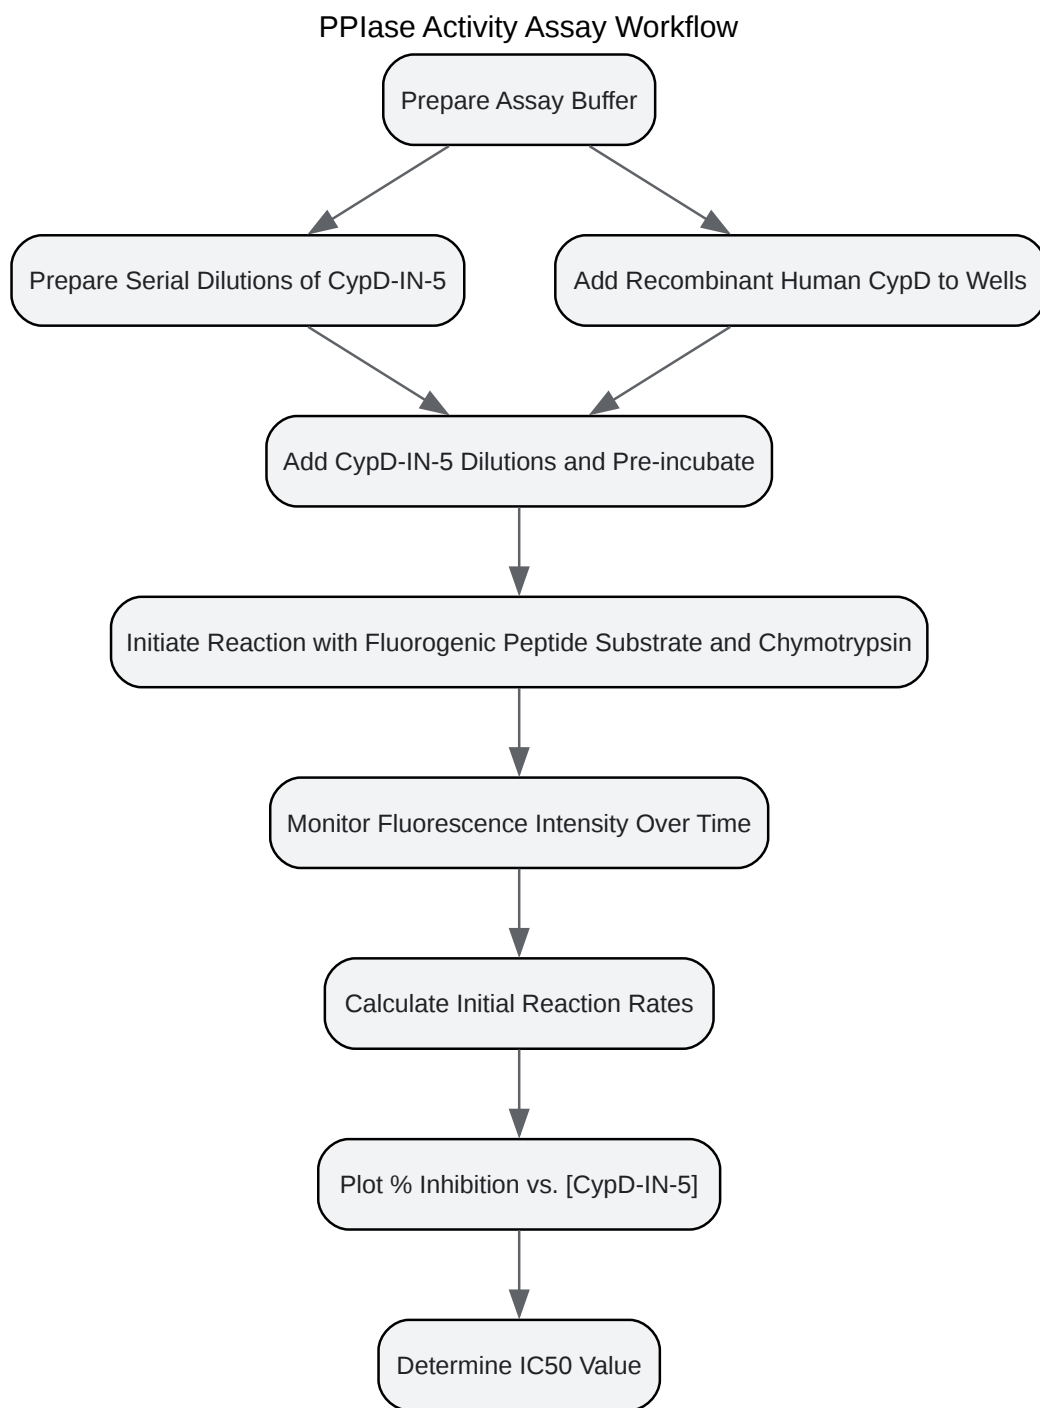 PPIase Activity Assay Workflow
Prepare Assay Buffer
Prepare Serial Dilutions of CypD-IN-5
Add Recombinant Human CypD to Wells
Add CypD-IN-5 Dilutions and Pre-incubate
Initiate Reaction with Fluorogenic Peptide Substrate and Chymotrypsin
Monitor Fluorescence Intensity Over Time
Calculate Initial Reaction Rates
Plot % Inhibition vs. [CypD-IN-5]
Determine IC50 Value